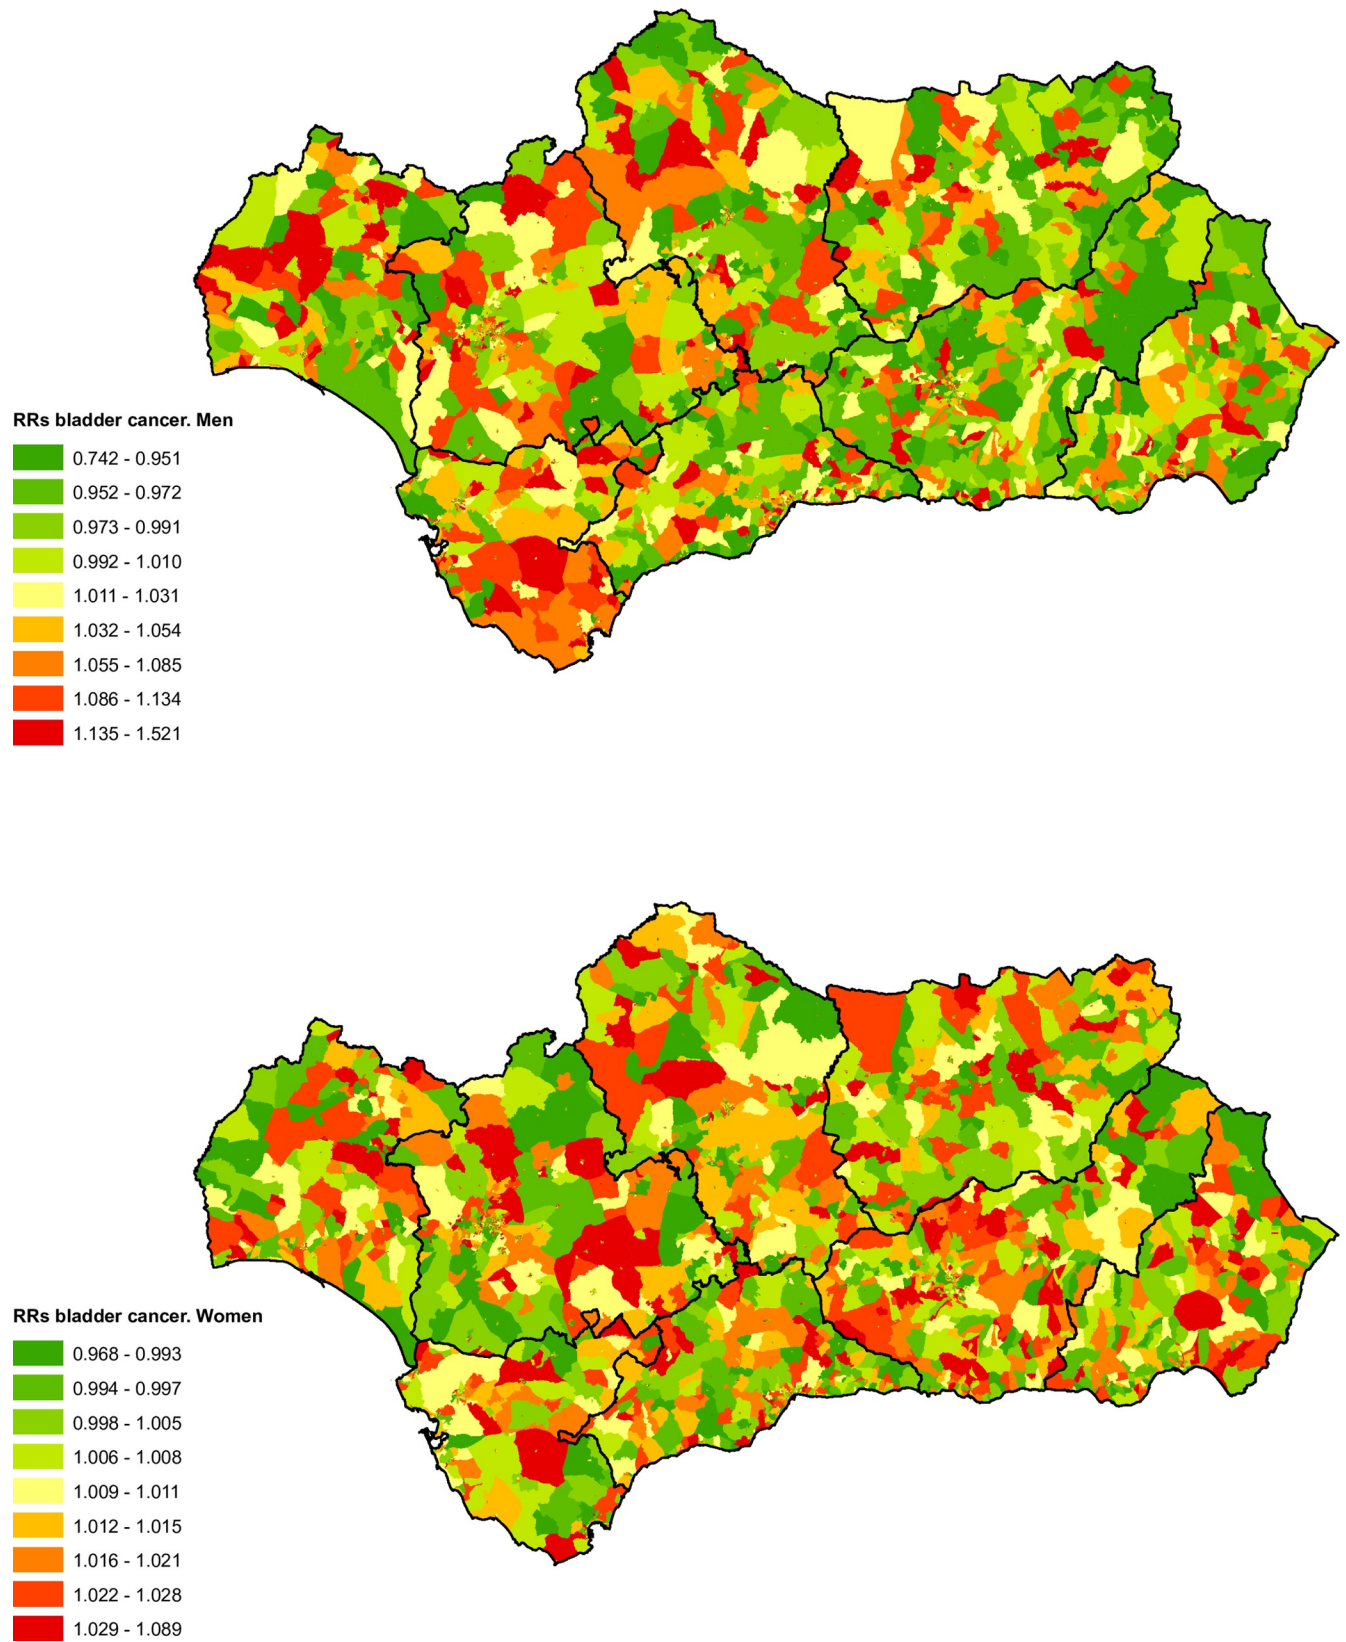 RRs bladder cancer. Men
0.742 - 0.951
0.952 - 0.972
0.973 - 0.991
0.992 - 1.010
1.011 - 1.031
1.032 - 1.054
1.055 - 1.085
1.086 - 1.134
1.135 - 1.521
RRs bladder cancer. Women
0.968 - 0.993
0.994 - 0.997
0.998 - 1.005
1.006 - 1.008
1.009 - 1.011
1.012 - 1.015
1.016 - 1.021
1.022 - 1.028
1.029 - 1.089